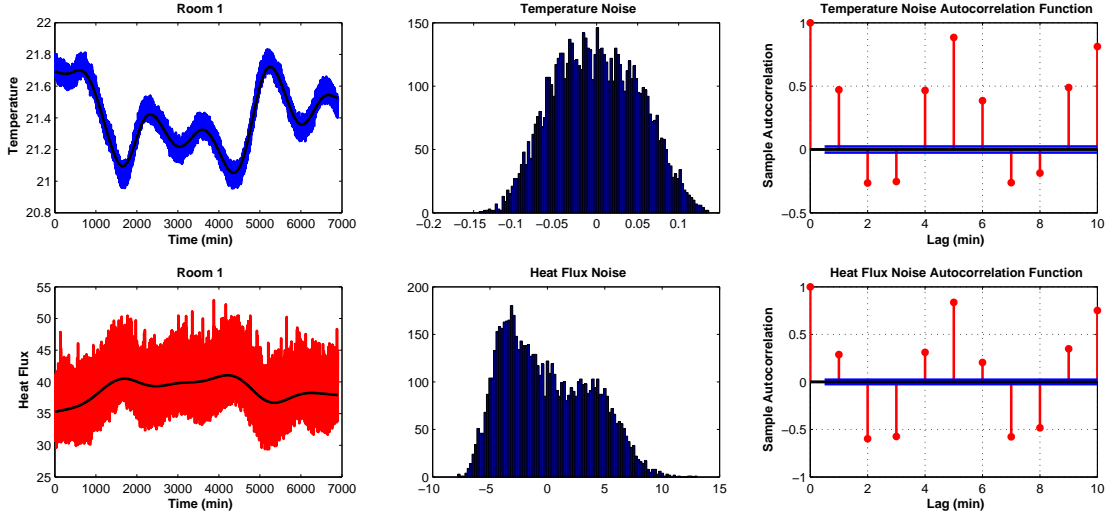 Room 1
22
21.8
21.6
21.4
21.2
21
20.8
Temperature
0 1000 2000 3000 4000 5000 6000 7000
Time (min)
Temperature Noise
150
100
50
0
−0.2 −0.15 −0.1 −0.05 0 0.05 0.1
Temperature Noise Autocorrelation Function
1
0.5
0
−0.5
Sample Autocorrelation
0 2 4 6 8 10
Lag (min)
Room 1
55
50
45
40
35
30
25
Heat Flux
0 1000 2000 3000 4000 5000 6000 7000
Time (min)
Heat Flux Noise
200
150
100
50
0
−10 −5 0 5 10 15
Heat Flux Noise Autocorrelation Function
1
0.5
0
−0.5
−1
Sample Autocorrelation
0 2 4 6 8 10
Lag (min)